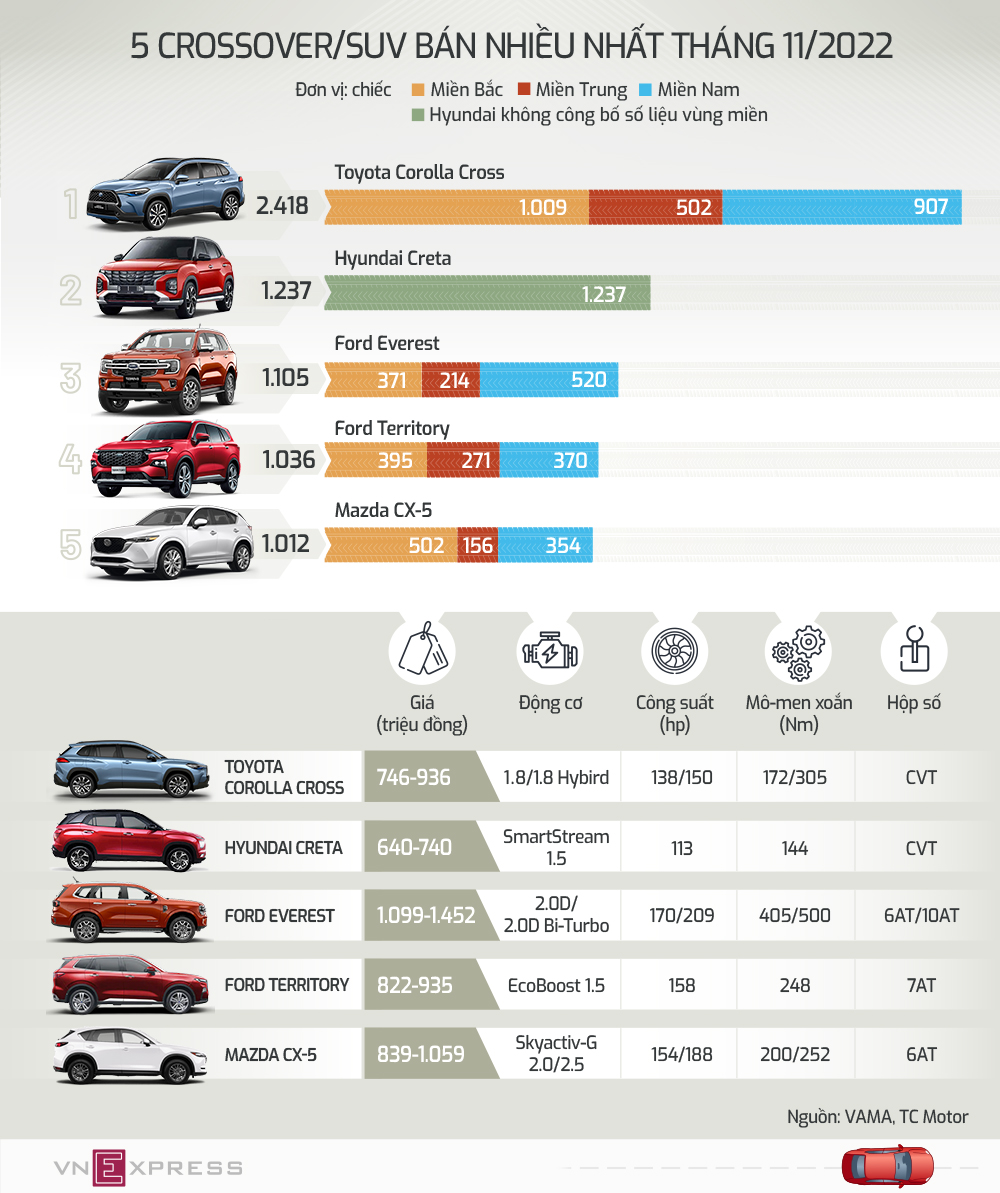 5 CROSSOVER/SUV BÁN NHIỀU NHẤT THÁNG 11/2022
Đơn vị: chiếc Miền Bắc Miền Trung Miền Nam
Hyundai không công bố số liệu vùng miền
Toyota Corolla Cross
1 2.418 1.009 502 907
Hyundai Creta
2 1.237 1.237
Ford Everest
3 1.105 371 214 520
Ford Territory
4 1.036 395 271 370
Mazda CX-5
5 1.012 502 156 354
Giá Động cơ Công suất Mô-men xoắn Hộp số
(triệu đồng) (hp) (Nm)
TOYOTA
COROLLA CROSS 746-936 1.8/1.8 Hybird 138/150 172/305 CVT
HYUNDAI CRETA 640-740 SmartStream
1.5 113 144 CVT
FORD EVEREST 1.099-1.452 2.0D/
2.0D Bi-Turbo 170/209 405/500 6AT/10AT
FORD TERRITORY 822-935 EcoBoost 1.5 158 248 7AT
MAZDA CX-5 839-1.059 Skyactiv-G
2.0/2.5 154/188 200/252 6AT
Nguồn: VAMA, TC Motor
VNEXPRESS